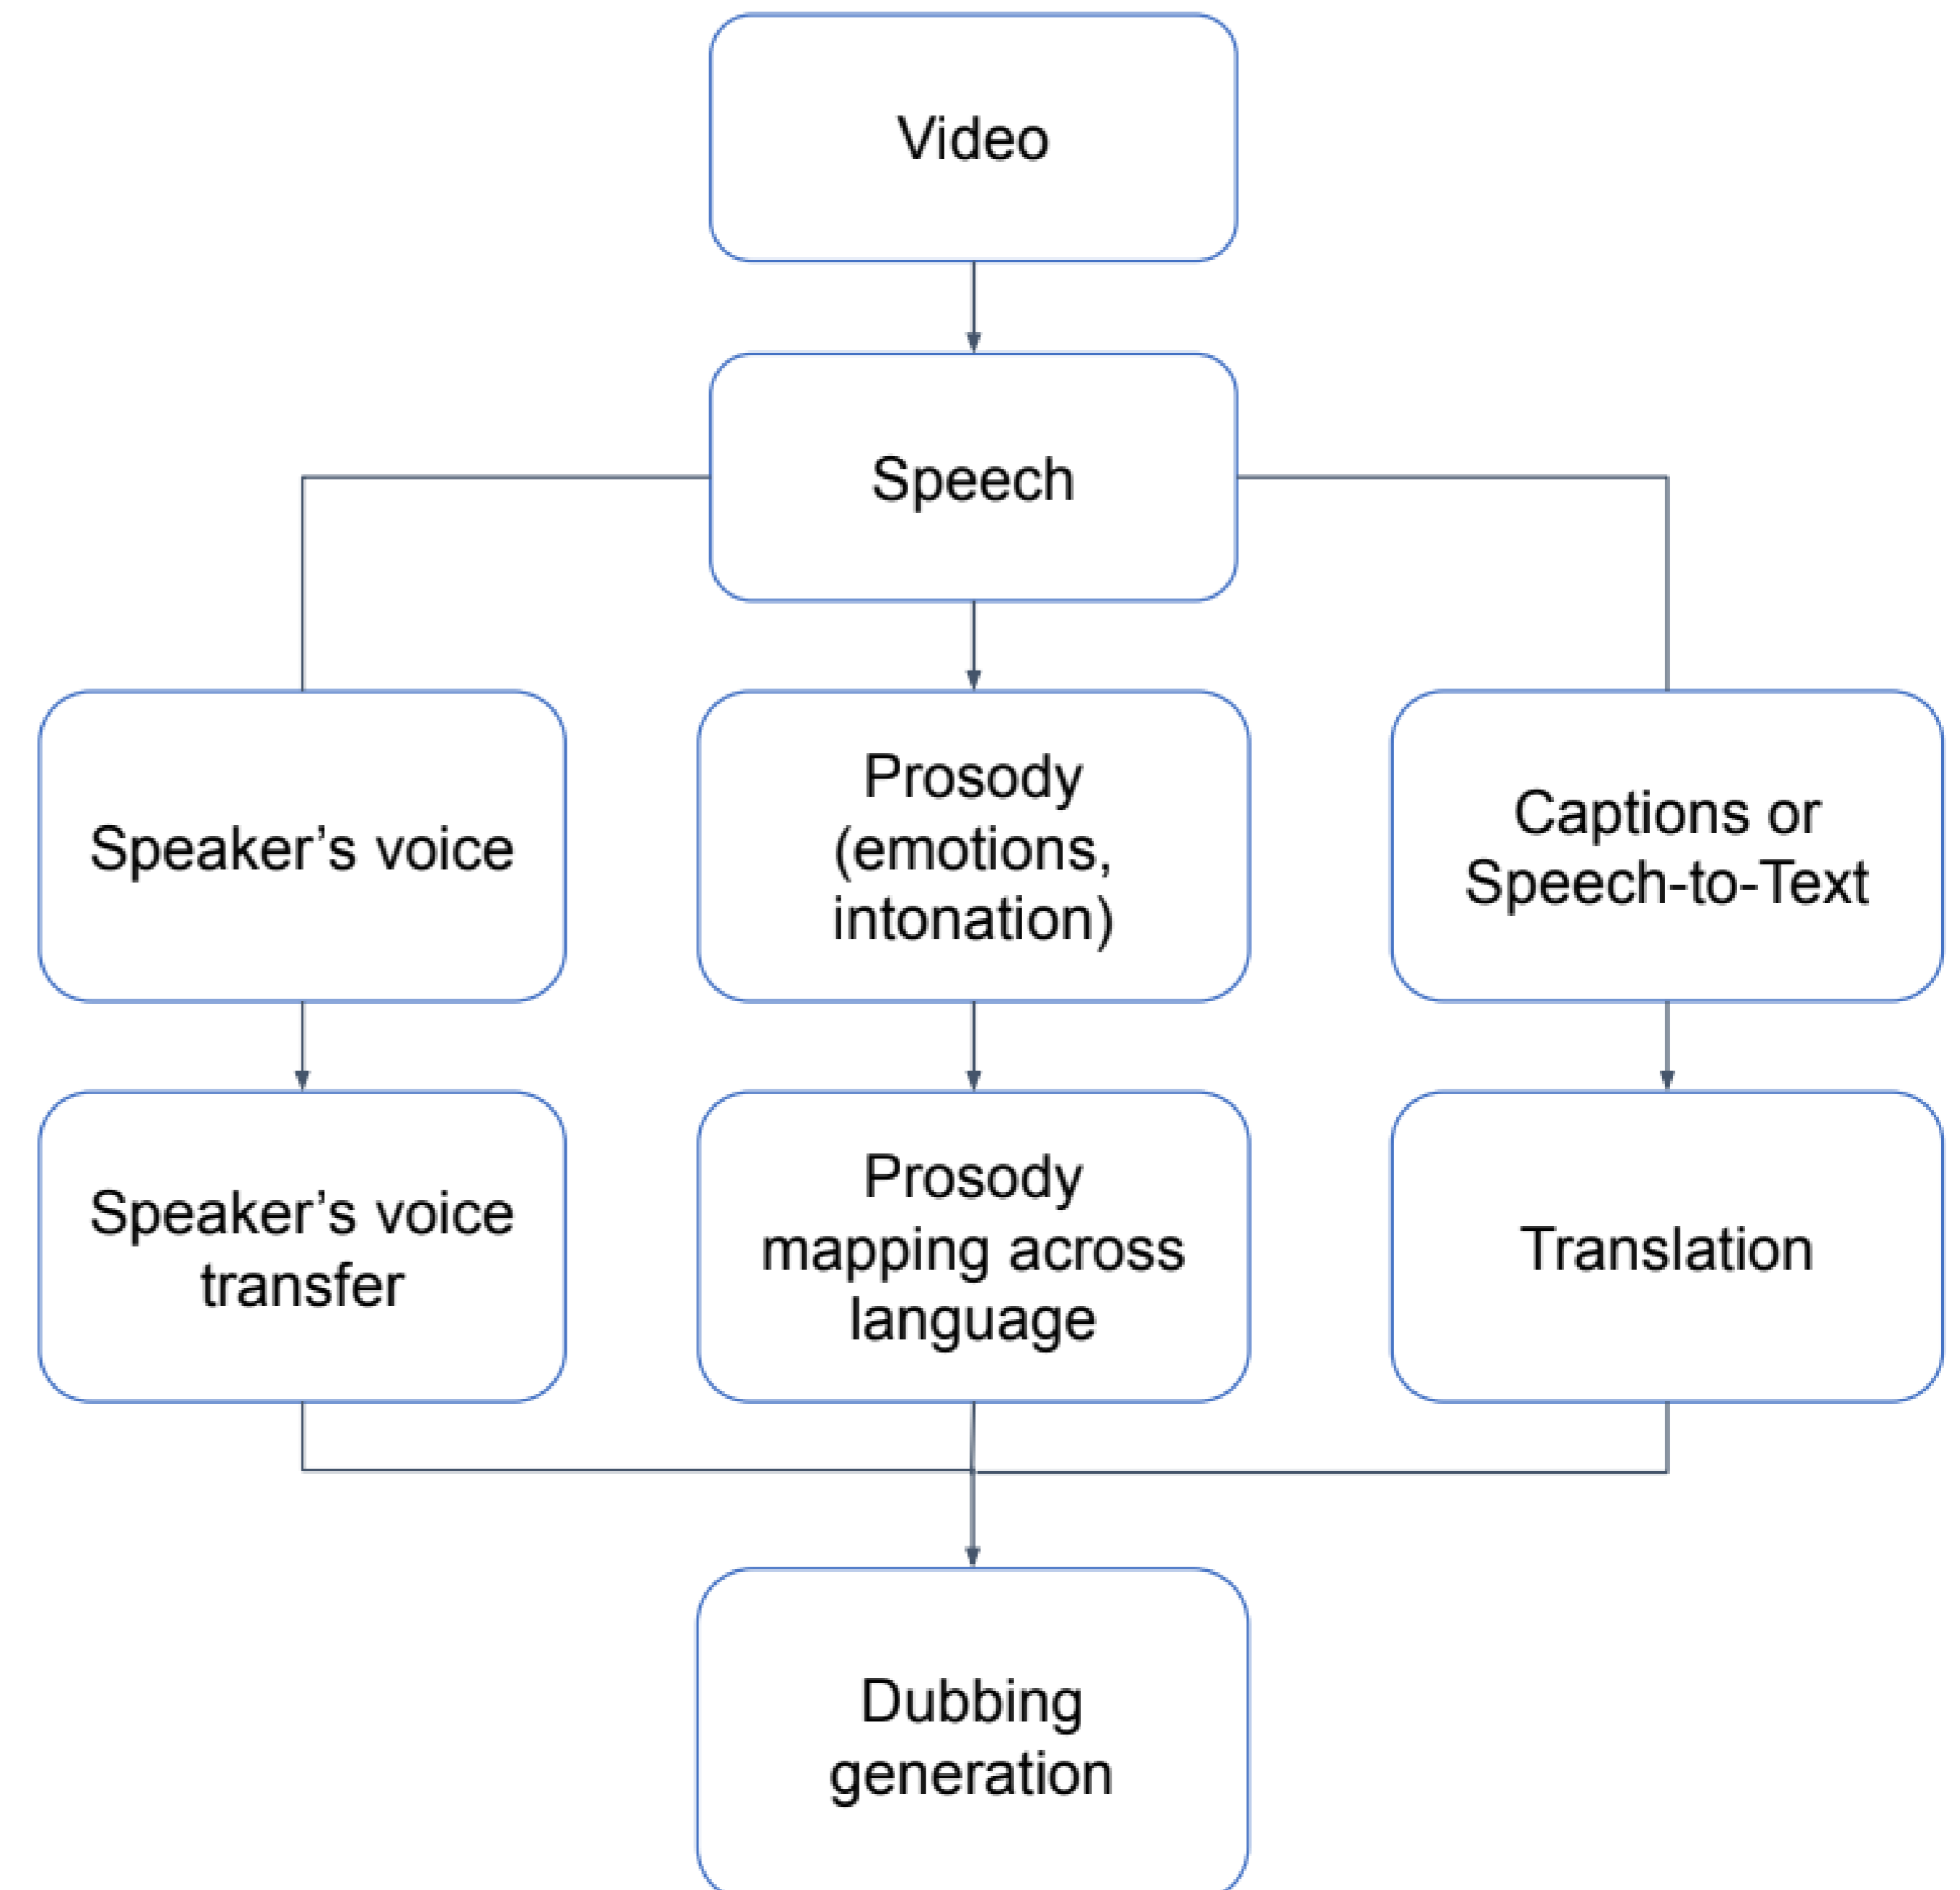 Video
Speech
Speaker’s voice
Prosody
(emotions,
intonation)
Captions or
Speech-to-Text
Speaker’s voice
transfer
Prosody
mapping across
language
Translation
Dubbing
generation